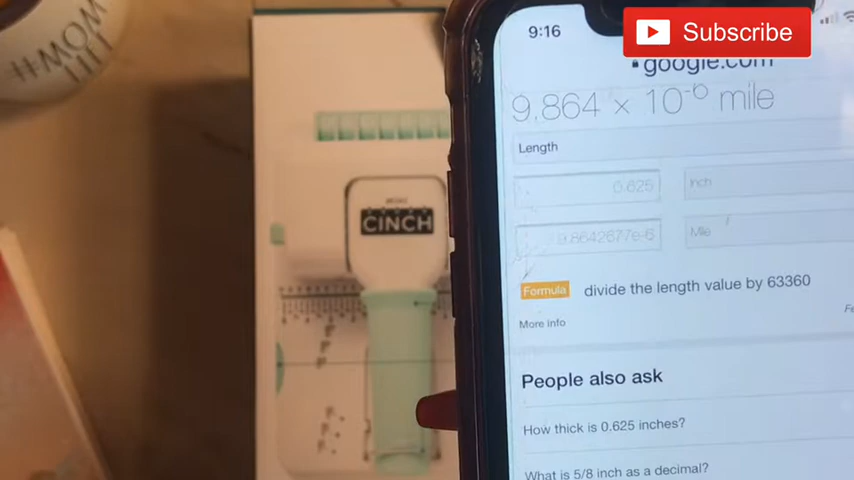 #MOM
LIFE
MINI
CINCH
9:16
Subscribe
google.com
9.864 × 10⁻⁶ mile
Length
0.625 Inch
9.8642677e-6 Mile
Formula divide the length value by 63360
More info
People also ask
How thick is 0.625 inches?
What is 5/8 inch as a decimal?